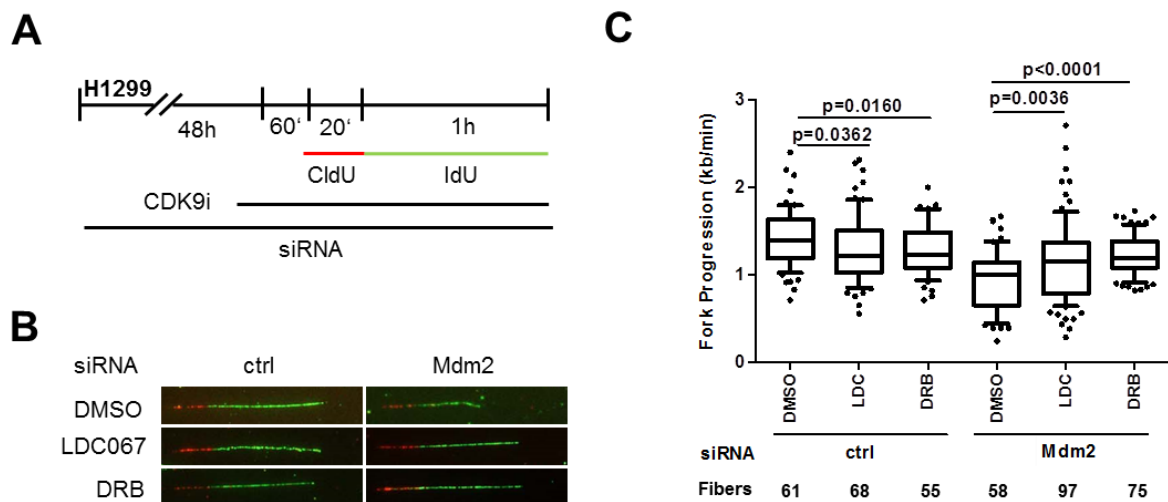 A
H1299
48h 60‘ 20‘ 1h
CldU IdU
CDK9i
siRNA
B
siRNA ctrl Mdm2
DMSO
LDC067
DRB
C
p<0.0001
p=0.0160 p=0.0036
p=0.0362
Fork Progression (kb/min)
3
2
1
0
DMSO LDC DRB DMSO LDC DRB
siRNA ctrl Mdm2
Fibers 61 68 55 58 97 75